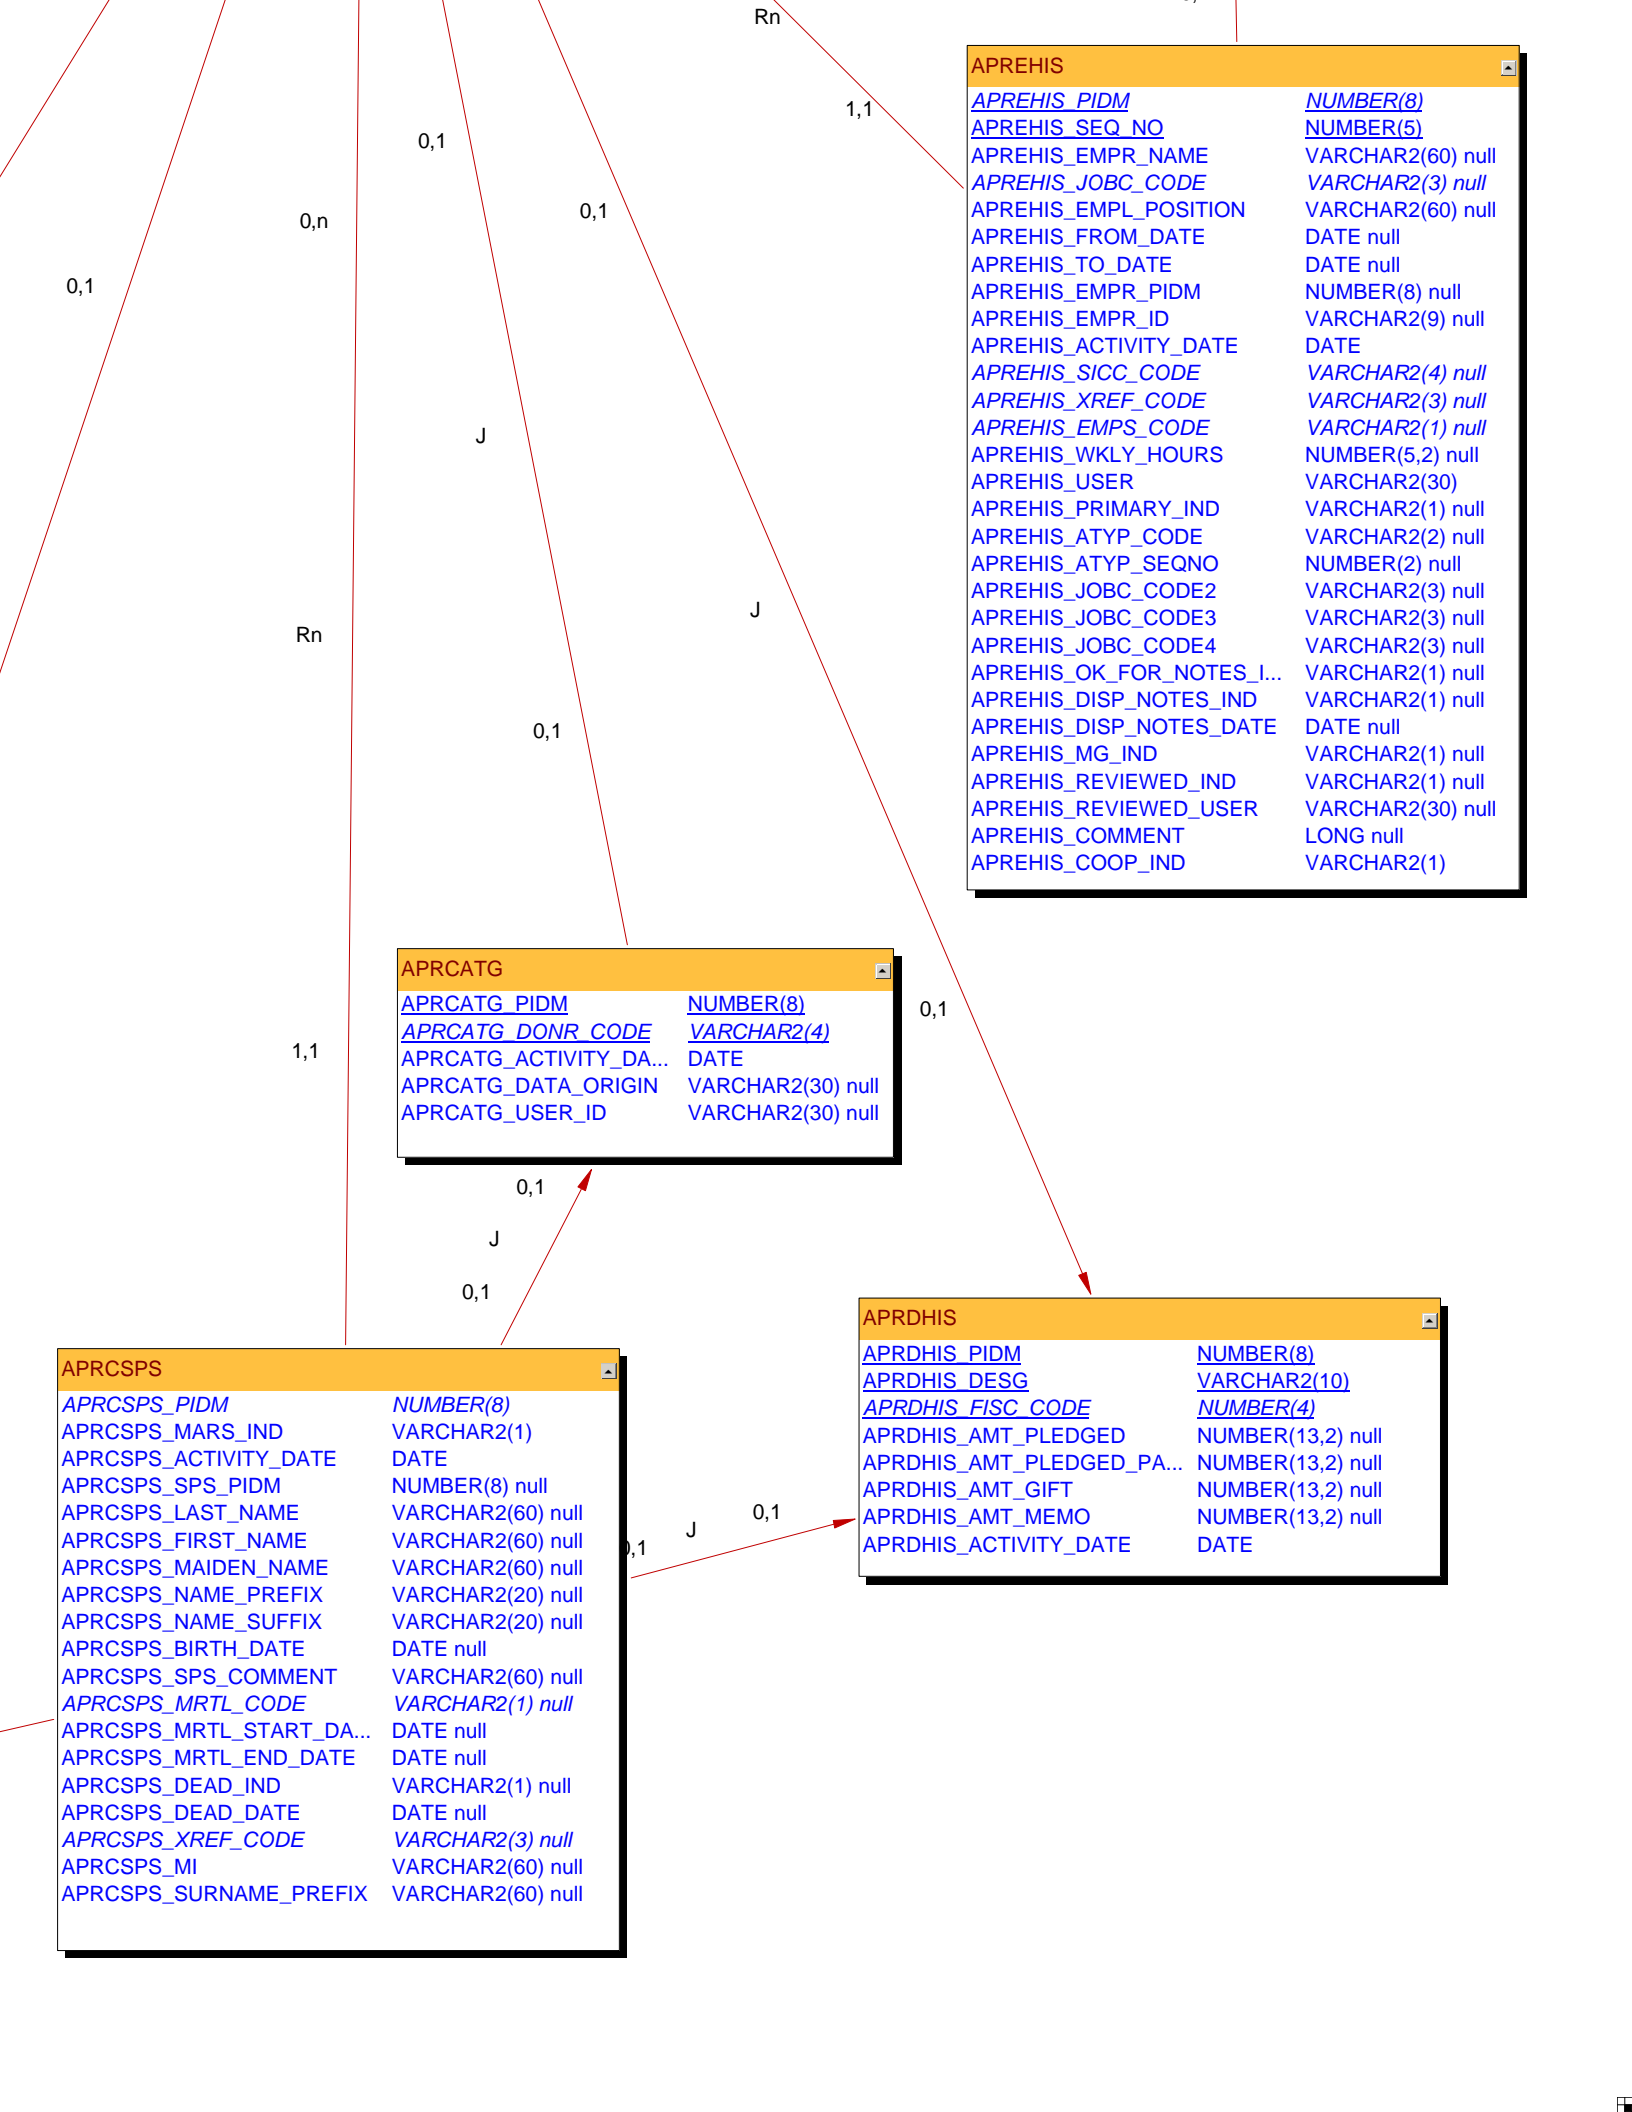 Rn
1,1
0,1
0,n
0,1
0,1
J
Rn
0,1
J
1,1
0,1
APREHIS
APREHIS_PIDM NUMBER(8)
APREHIS_SEQ_NO NUMBER(5)
APREHIS_EMPR_NAME VARCHAR2(60) null
APREHIS_JOBC_CODE VARCHAR2(3) null
APREHIS_EMPL_POSITION VARCHAR2(60) null
APREHIS_FROM_DATE DATE null
APREHIS_TO_DATE DATE null
APREHIS_EMPR_PIDM NUMBER(8) null
APREHIS_EMPR_ID VARCHAR2(9) null
APREHIS_ACTIVITY_DATE DATE
APREHIS_SICC_CODE VARCHAR2(4) null
APREHIS_XREF_CODE VARCHAR2(3) null
APREHIS_EMPS_CODE VARCHAR2(1) null
APREHIS_WKLY_HOURS NUMBER(5,2) null
APREHIS_USER VARCHAR2(30)
APREHIS_PRIMARY_IND VARCHAR2(1) null
APREHIS_ATYP_CODE VARCHAR2(2) null
APREHIS_ATYP_SEQNO NUMBER(2) null
APREHIS_JOBC_CODE2 VARCHAR2(3) null
APREHIS_JOBC_CODE3 VARCHAR2(3) null
APREHIS_JOBC_CODE4 VARCHAR2(3) null
APREHIS_OK_FOR_NOTES_I... VARCHAR2(1) null
APREHIS_DISP_NOTES_IND VARCHAR2(1) null
APREHIS_DISP_NOTES_DATE DATE null
APREHIS_MG_IND VARCHAR2(1) null
APREHIS_REVIEWED_IND VARCHAR2(1) null
APREHIS_REVIEWED_USER VARCHAR2(30) null
APREHIS_COMMENT LONG null
APREHIS_COOP_IND VARCHAR2(1)
APRCATG
APRCATG_PIDM NUMBER(8)
APRCATG_DONR_CODE VARCHAR2(4)
APRCATG_ACTIVITY_DA... DATE
APRCATG_DATA_ORIGIN VARCHAR2(30) null
APRCATG_USER_ID VARCHAR2(30) null
0,1
J
0,1
APRDHIS
APRDHIS_PIDM NUMBER(8)
APRDHIS_DESG VARCHAR2(10)
APRDHIS_FISC_CODE NUMBER(4)
APRDHIS_AMT_PLEDGED NUMBER(13,2) null
APRDHIS_AMT_PLEDGED_PA... NUMBER(13,2) null
APRDHIS_AMT_GIFT NUMBER(13,2) null
APRDHIS_AMT_MEMO NUMBER(13,2) null
APRDHIS_ACTIVITY_DATE DATE
0,1
J
,1
APRCSPS
APRCSPS_PIDM NUMBER(8)
APRCSPS_MARS_IND VARCHAR2(1)
APRCSPS_ACTIVITY_DATE DATE
APRCSPS_SPS_PIDM NUMBER(8) null
APRCSPS_LAST_NAME VARCHAR2(60) null
APRCSPS_FIRST_NAME VARCHAR2(60) null
APRCSPS_MAIDEN_NAME VARCHAR2(60) null
APRCSPS_NAME_PREFIX VARCHAR2(20) null
APRCSPS_NAME_SUFFIX VARCHAR2(20) null
APRCSPS_BIRTH_DATE DATE null
APRCSPS_SPS_COMMENT VARCHAR2(60) null
APRCSPS_MRTL_CODE VARCHAR2(1) null
APRCSPS_MRTL_START_DA... DATE null
APRCSPS_MRTL_END_DATE DATE null
APRCSPS_DEAD_IND VARCHAR2(1) null
APRCSPS_DEAD_DATE DATE null
APRCSPS_XREF_CODE VARCHAR2(3) null
APRCSPS_MI VARCHAR2(60) null
APRCSPS_SURNAME_PREFIX VARCHAR2(60) null